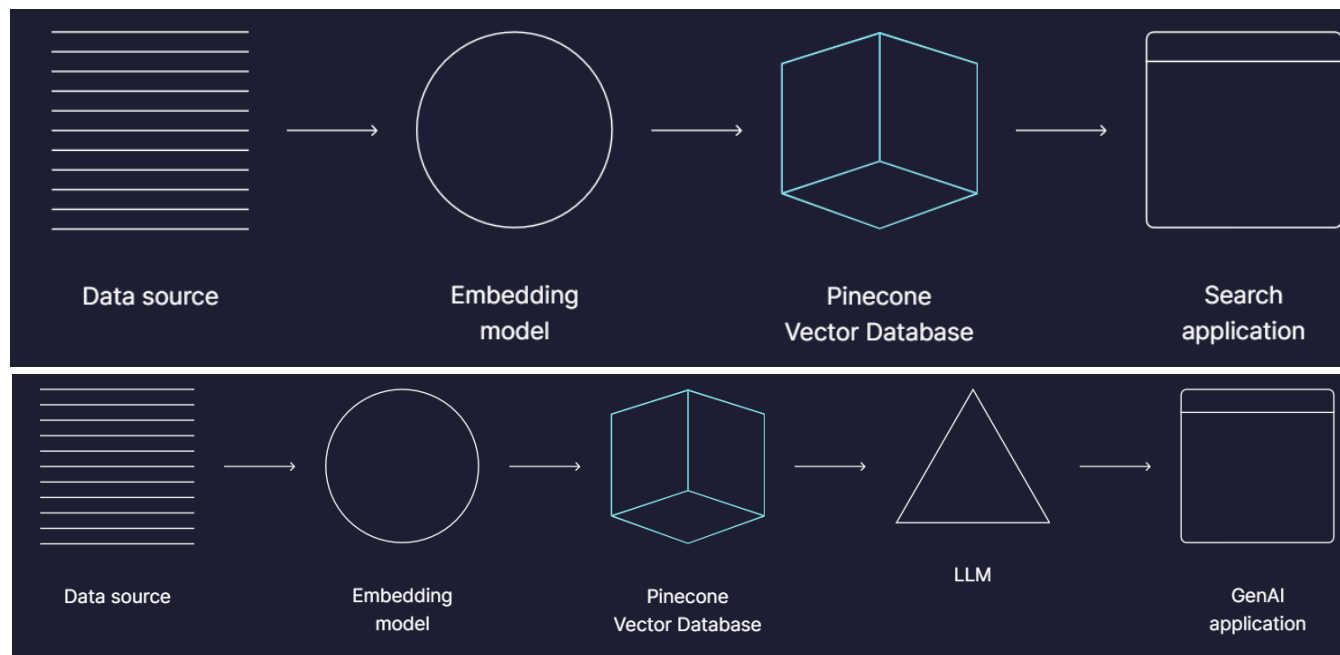 Data source
Embedding
model
Pinecone
Vector Database
Search
application
Data source
Embedding
model
Pinecone
Vector Database
LLM
GenAI
application